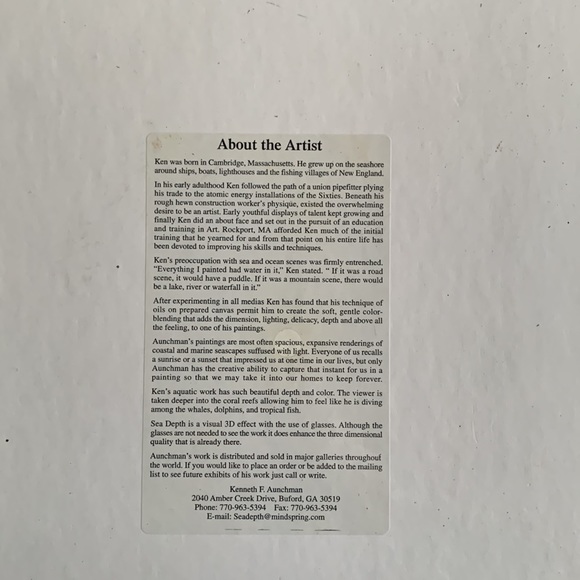 About the Artist
Ken was born in Cambridge, Massachusetts. He grew up on the seashore
around ships, boats, lighthouses and the fishing villages of New England.
In his early adulthood Ken followed the path of a union pipefitter plying
his trade to the atomic energy installations of the Sixties. Beneath his
rough hewn construction worker's physique, existed the overwhelming
desire to be an artist. Early youthful displays of talent kept growing and
finally Ken did an about face and set out in the pursuit of an education
and training in Art. Rockport, MA afforded Ken much of the initial
training that he yearned for and from that point on his entire life has
been devoted to improving his skills and techniques.
Ken's preoccupation with sea and ocean scenes was firmly entrenched.
"Everything I painted had water in it," Ken stated. " If it was a road
scene, it would have a puddle. If it was a mountain scene, there would
be a lake, river or waterfall in it."
After experimenting in all medias Ken has found that his technique of
oils on prepared canvas permit him to create the soft, gentle color-
blending that adds the dimension, lighting, delicacy, depth and above all
the feeling, to one of his paintings.
Aunchman's paintings are most often spacious, expansive renderings of
coastal and marine seascapes suffused with light. Everyone of us recalls
a sunrise or a sunset that impressed us at one time in our lives, but only
Aunchman has the creative ability to capture that instant for us in a
painting so that we may take it into our homes to keep forever.
Ken's aquatic work has such beautiful depth and color. The viewer is
taken deeper into the coral reefs allowing him to feel like he is diving
among the whales, dolphins, and tropical fish.
Sea Depth is a visual 3D effect with the use of glasses. Although the
glasses are not needed to see the work it does enhance the three dimensional
quality that is already there.
Aunchman's work is distributed and sold in major galleries throughout
the world. If you would like to place an order or be added to the mailing
list to see future exhibits of his work just call or write.
Kenneth F. Aunchman
2040 Amber Creek Drive, Buford, GA 30519
Phone: 770-963-5394 Fax: 770-963-5394
E-mail: Seadepth@mindspring.com